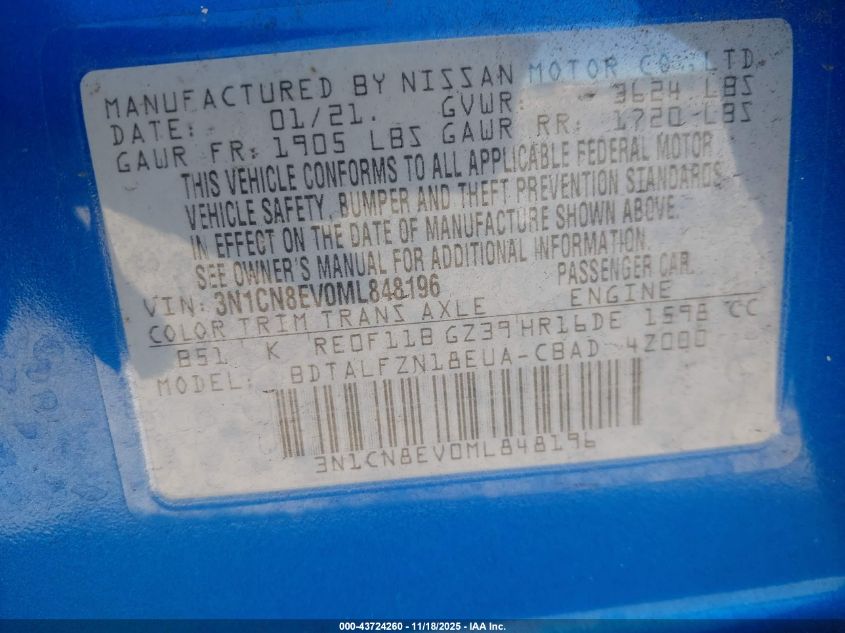 MANUFACTURED BY NISSAN MOTOR CO., LTD.
DATE: 01/21. GVWR: 3624 LBS
GAWR FR: 1905 LBS GAWR RR: 1720 LBS
THIS VEHICLE CONFORMS TO ALL APPLICABLE FEDERAL MOTOR
VEHICLE SAFETY, BUMPER AND THEFT PREVENTION STANDARDS
IN EFFECT ON THE DATE OF MANUFACTURE SHOWN ABOVE.
SEE OWNER'S MANUAL FOR ADDITIONAL INFORMATION.
VIN: 3N1CN8EV0ML848196 PASSENGER CAR.
COLOR TRIM TRANS AXLE ENGINE
B51 K RE0F11B GZ39 HR16DE 1598 CC
MODEL: BDTALFZN18EUA-CBAD 4Z000
3N1CN8EV0ML848196
000-43724260 - 11/18/2025 - IAA Inc.